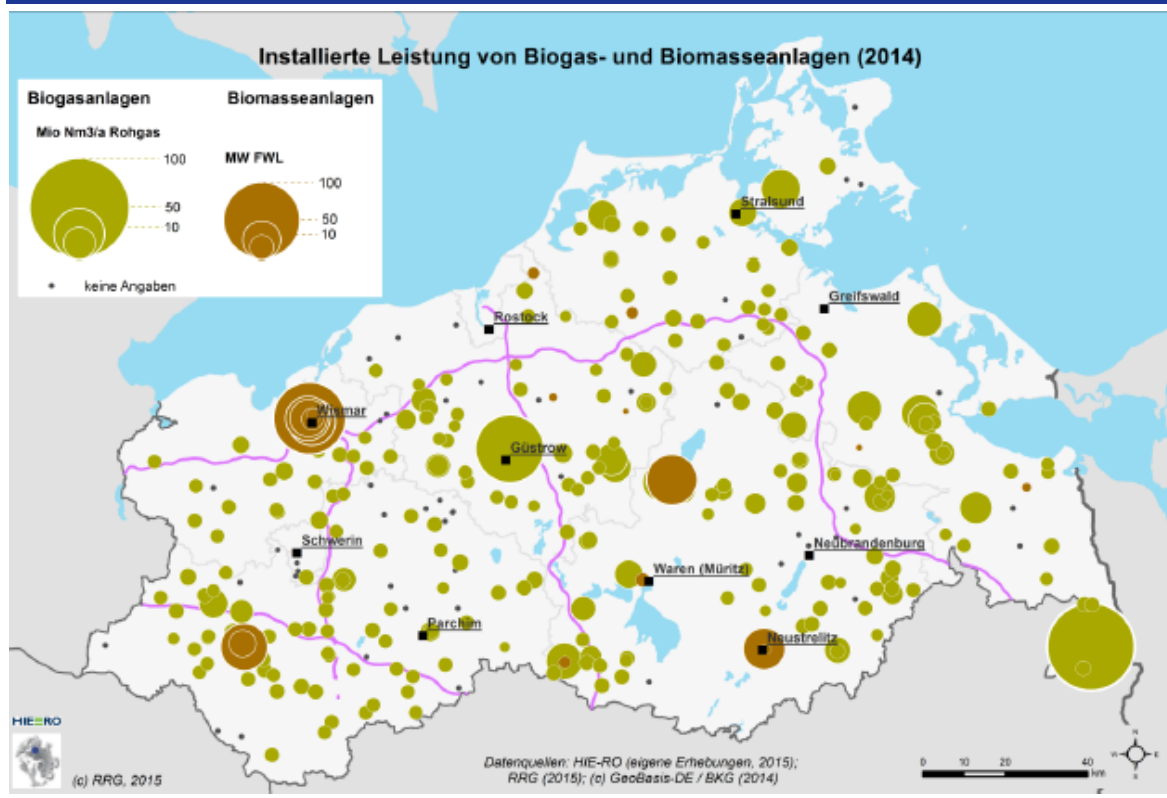 Installierte Leistung von Biogas- und Biomasseanlagen (2014)
Biogasanlagen
Biomasseanlagen
Mio Nm3/a Rohgas
MW FWL
100
50
10
100
50
10
keine Angaben
Stralsund
Greifswald
Rostock
Wismar
Güstrow
Schwerin
Neubrandenburg
Waren (Müritz)
Parchim
Neustrelitz
HIE=RO
(c) RRG, 2015
Datenquellen: HIE-RO (eigene Erhebungen, 2015);
RRG (2015); (c) GeoBasis-DE / BKG (2014)
0 10 20 40
km
N
W E
S